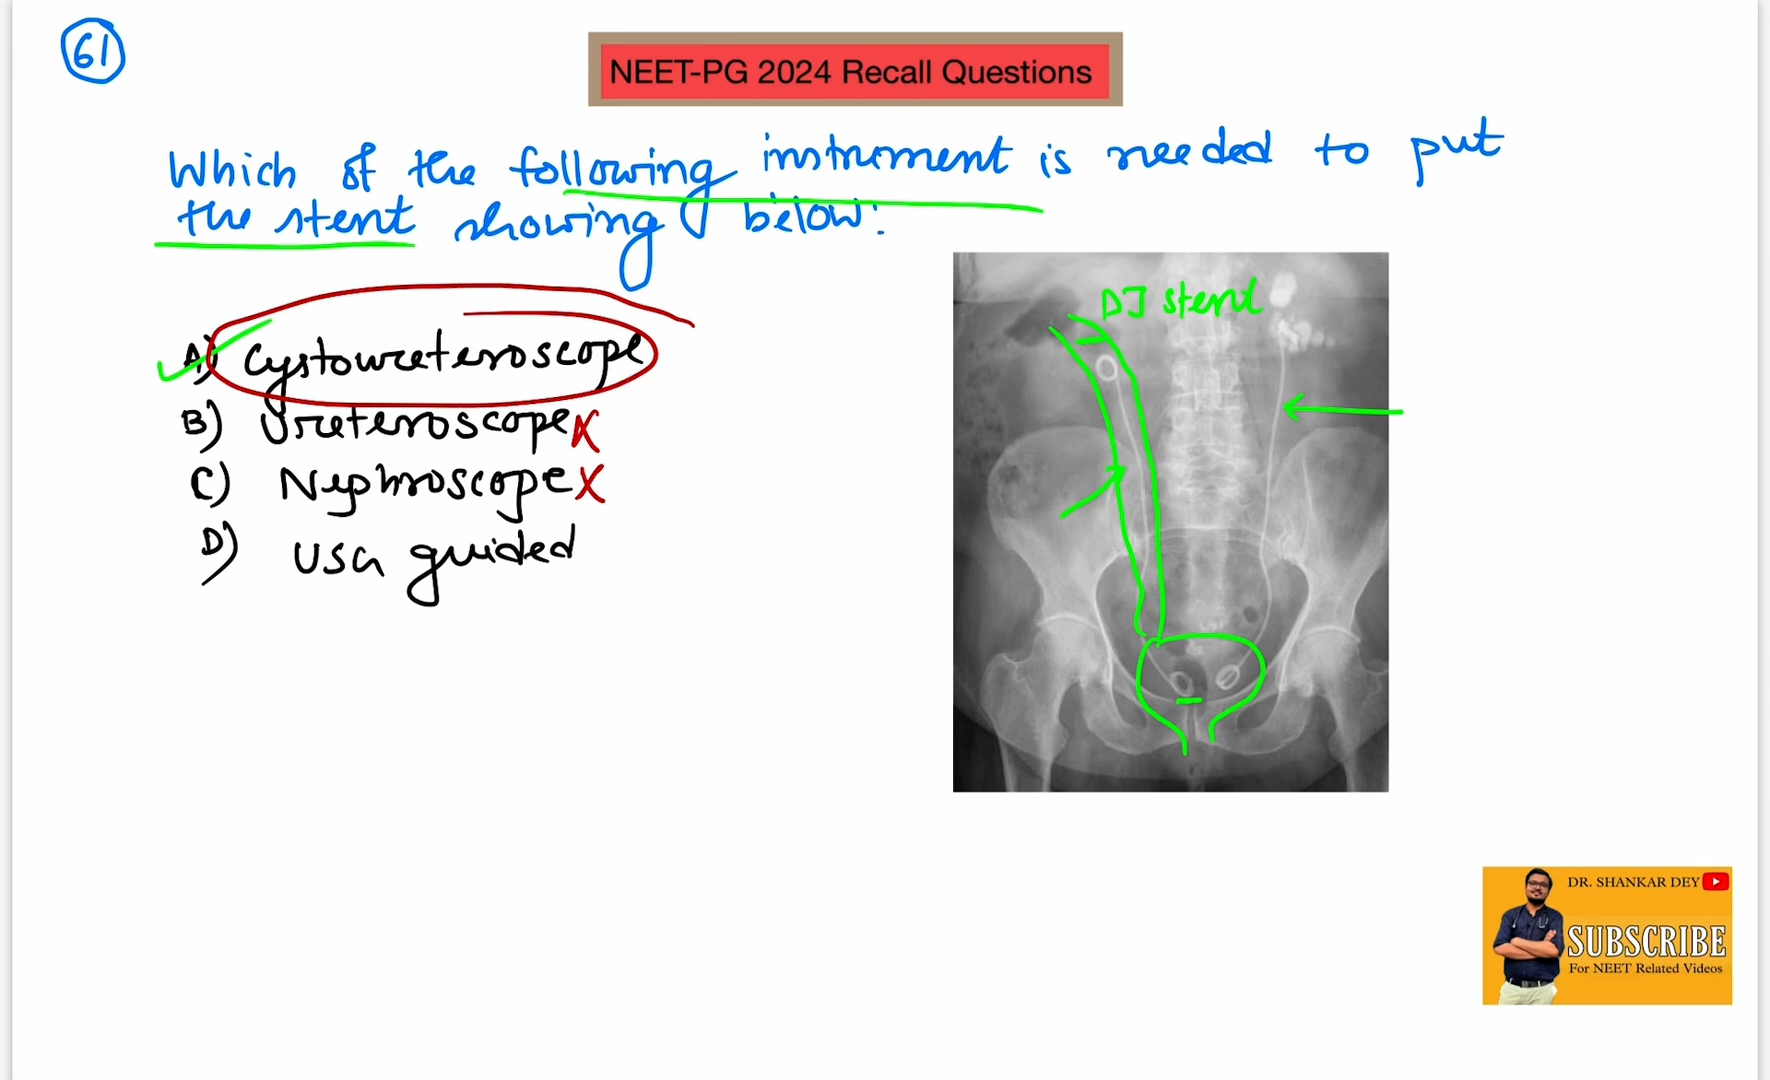 61
NEET-PG 2024 Recall Questions
Which of the following instrument is needed to put
the stent showing below:
A) Cystoureteroscope
B) Ureteroscope X
C) Nephroscope X
D) USG guided
DJ stent
DR. SHANKAR DEY
SUBSCRIBE
For NEET Related Videos